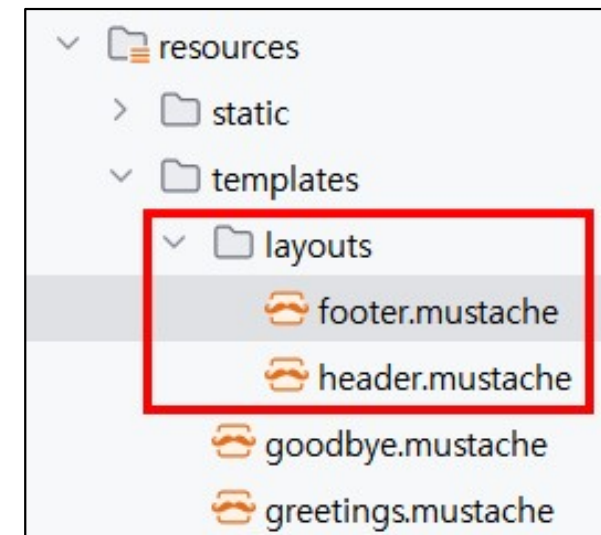 resources
static
templates
layouts
footer.mustache
header.mustache
goodbye.mustache
greetings.mustache